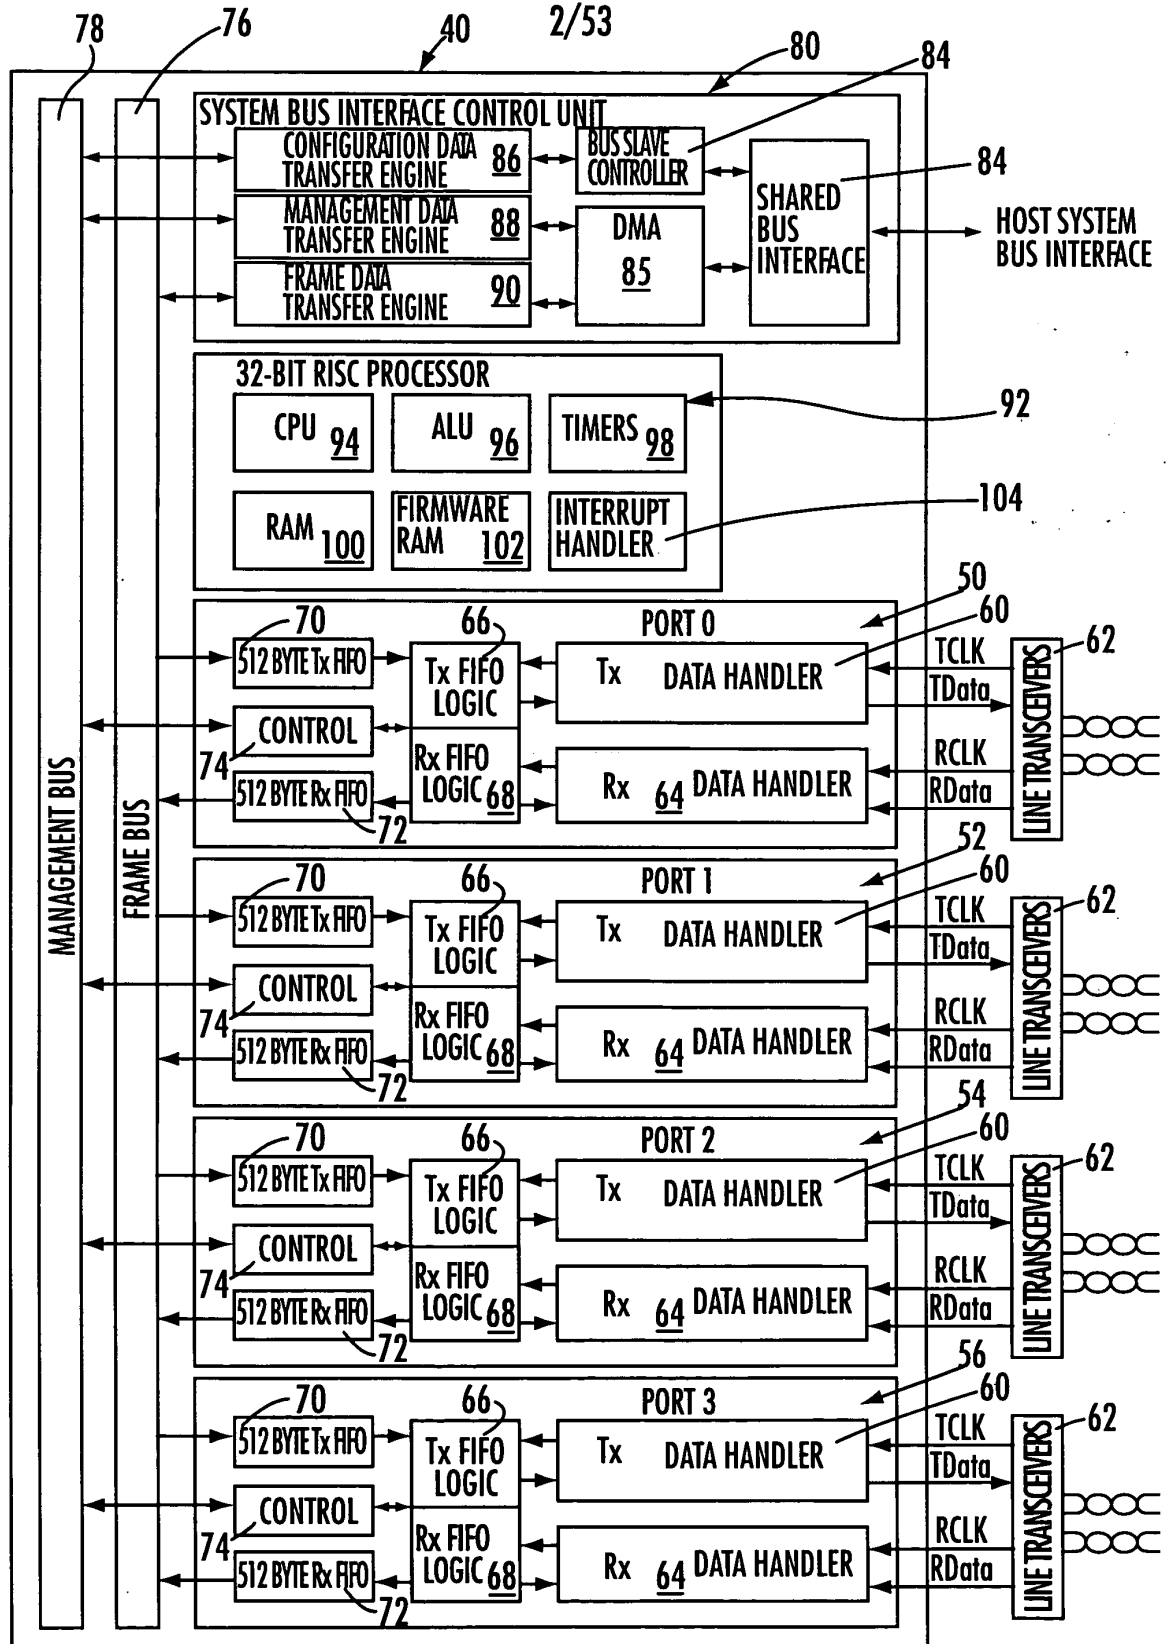 78
76
40
2/53
80
84
SYSTEM BUS INTERFACE CONTROL UNIT
CONFIGURATION DATA
TRANSFER ENGINE
86
BUS SLAVE
CONTROLLER
MANAGEMENT DATA
TRANSFER ENGINE
88
DMA
85
FRAME DATA
TRANSFER ENGINE
90
SHARED
BUS
INTERFACE
84
HOST SYSTEM
BUS INTERFACE
32-BIT RISC PROCESSOR
92
CPU 94
ALU 96
TIMERS 98
RAM 100
FIRMWARE
RAM 102
INTERRUPT
HANDLER
104
MANAGEMENT BUS
FRAME BUS
PORT 0
50
70
512 BYTE Tx FIFO
66
Tx FIFO
LOGIC
Tx DATA HANDLER
60
TCLK
TData
62
LINE TRANSCEIVERS
CONTROL
74
Rx FIFO
LOGIC 68
512 BYTE Rx FIFO
72
Rx 64 DATA HANDLER
RCLK
RData
PORT 1
52
70
512 BYTE Tx FIFO
66
Tx FIFO
LOGIC
Tx DATA HANDLER
60
TCLK
TData
62
LINE TRANSCEIVERS
CONTROL
74
Rx FIFO
LOGIC 68
512 BYTE Rx FIFO
72
Rx 64 DATA HANDLER
RCLK
RData
PORT 2
54
70
512 BYTE Tx FIFO
66
Tx FIFO
LOGIC
Tx DATA HANDLER
60
TCLK
TData
62
LINE TRANSCEIVERS
CONTROL
74
Rx FIFO
LOGIC 68
512 BYTE Rx FIFO
72
Rx 64 DATA HANDLER
RCLK
RData
PORT 3
56
70
512 BYTE Tx FIFO
66
Tx FIFO
LOGIC
Tx DATA HANDLER
60
TCLK
TData
62
LINE TRANSCEIVERS
CONTROL
74
Rx FIFO
LOGIC 68
512 BYTE Rx FIFO
72
Rx 64 DATA HANDLER
RCLK
RData